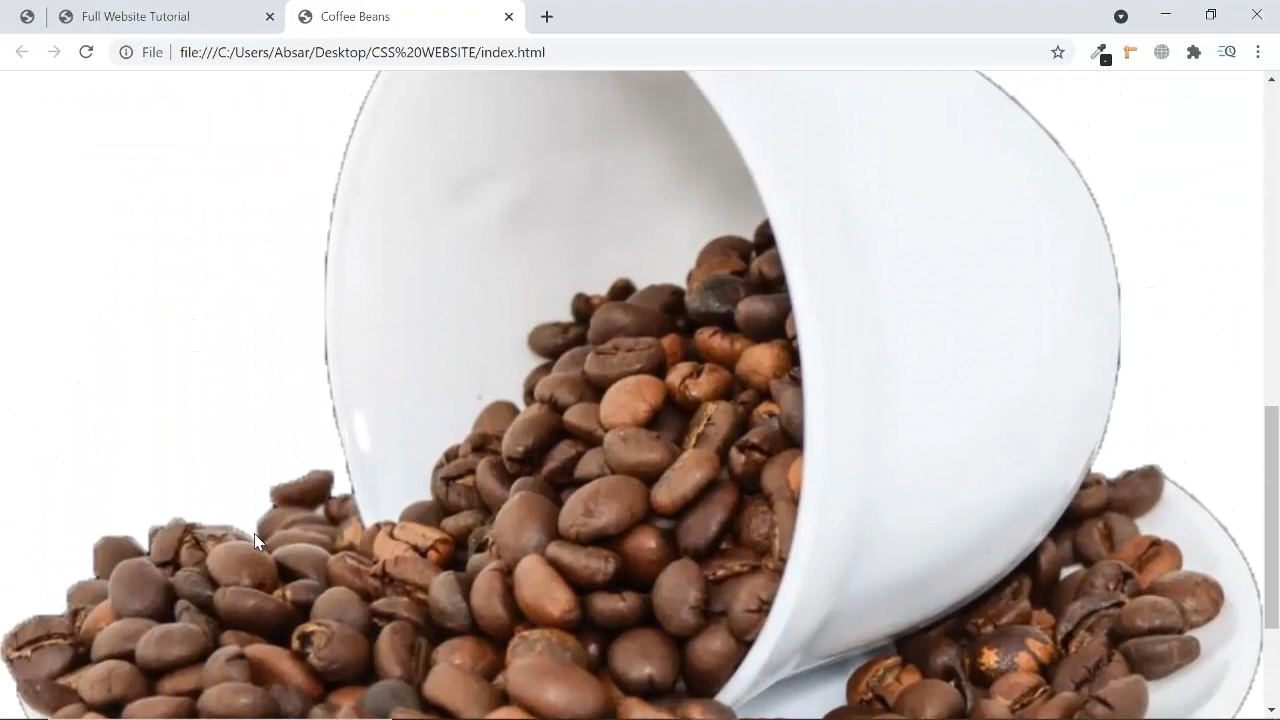 Full Website Tutorial
Coffee Beans
File
file:///C:/Users/Absar/Desktop/CSS%20WEBSITE/index.html